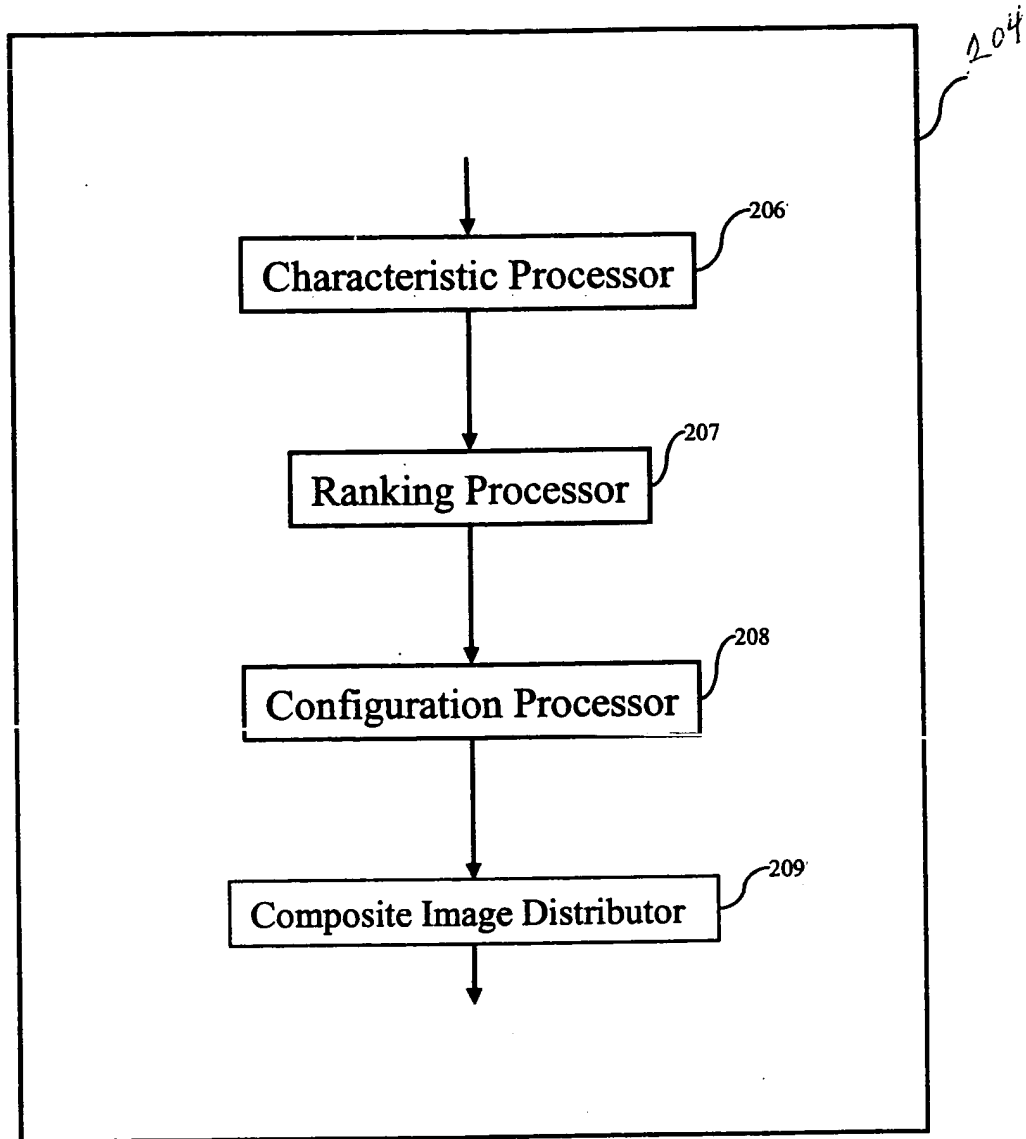 204
206
Characteristic Processor
207
Ranking Processor
208
Configuration Processor
209
Composite Image Distributor